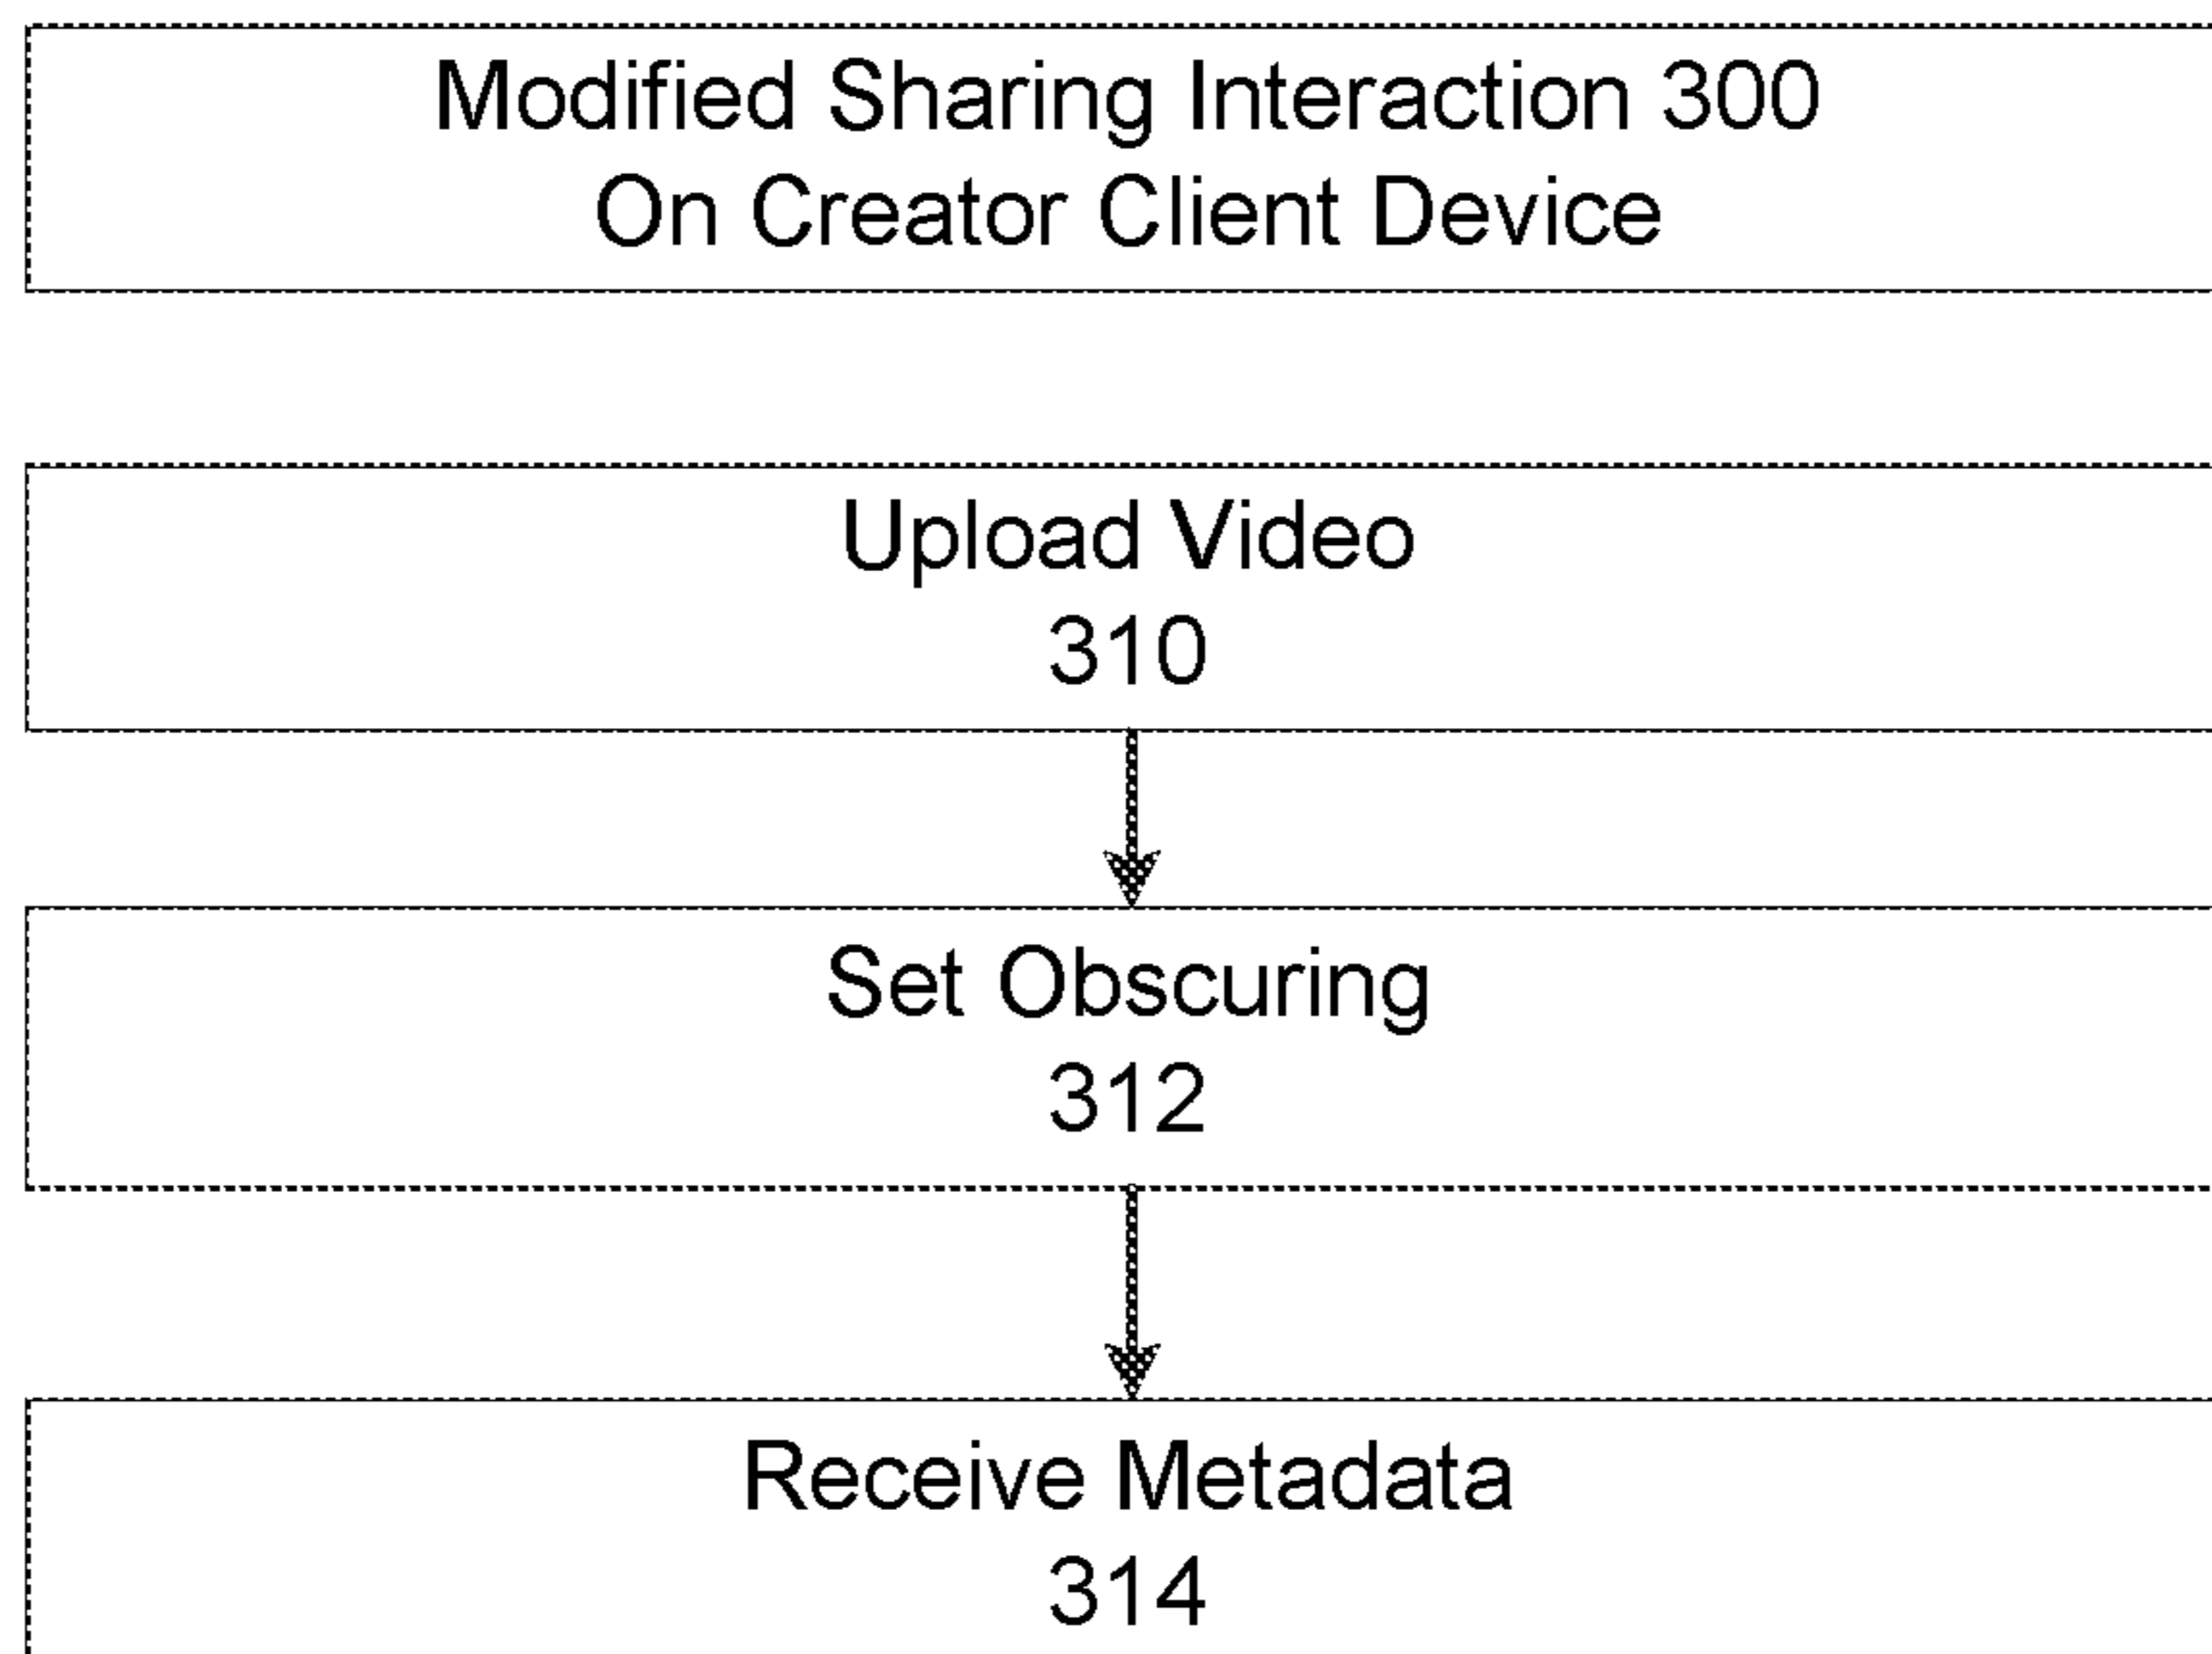 Modified Sharing Interaction 300
On Creator Client Device
Upload Video
310
Set Obscuring
312
Receive Metadata
314